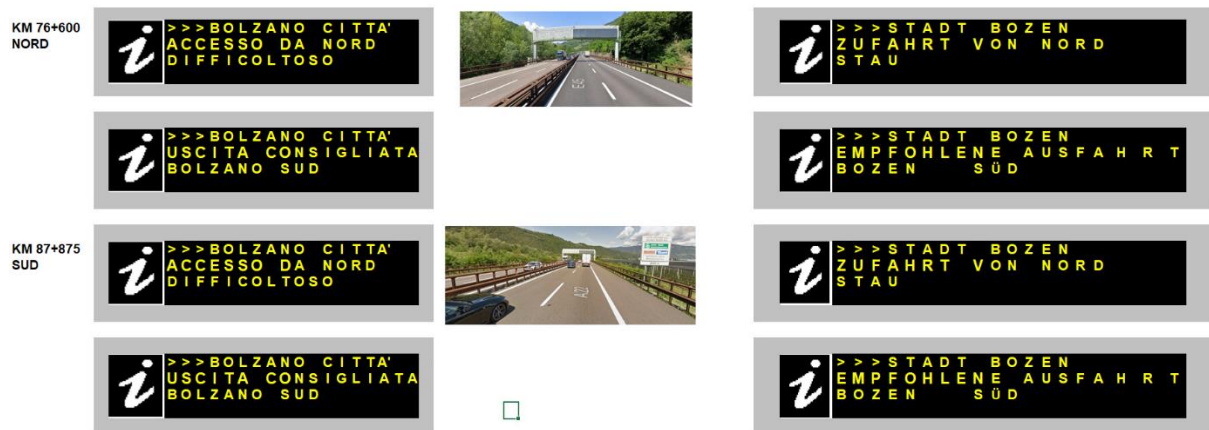 KM 76+600
NORD
>>>BOLZANO CITTA'
ACCESSO DA NORD
DIFFICOLTOSO
>>>STADT BOZEN
ZUFAHRT VON NORD
STAU
>>>BOLZANO CITTA'
USCITA CONSIGLIATA
BOLZANO SUD
>>>STADT BOZEN
EMPFOHLENE AUSFAHRT
BOZEN SÜD
KM 87+875
SUD
>>>BOLZANO CITTA'
ACCESSO DA NORD
DIFFICOLTOSO
A22
>>>STADT BOZEN
ZUFAHRT VON NORD
STAU
>>>BOLZANO CITTA'
USCITA CONSIGLIATA
BOLZANO SUD
>>>STADT BOZEN
EMPFOHLENE AUSFAHRT
BOZEN SÜD